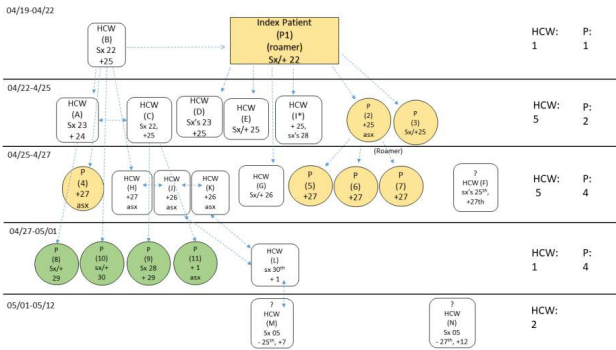 04/19-04/22
HCW
(B)
Sx 22
+25
Index Patient
(P1)
(roamer)
Sx/+ 22
HCW:
1
P:
1
04/22-4/25
HCW
(A)
Sx 23
+ 24
HCW
(C)
Sx 22,
+25
HCW
(D)
Sx's 23
+25
HCW
(E)
Sx/+ 25
HCW
(I*)
+ 25,
sx's 28
P
(2)
+25
asx
P
(3)
Sx/+25
HCW:
5
P:
2
(Roamer)
04/25-4/27
P
(4)
+27
asx
HCW
(H)
+27
asx
HCW
(J)
+26
asx
HCW
(K)
+26
asx
HCW
(G)
Sx/+ 26
P
(5)
+27
P
(6)
+27
P
(7)
+27
?
HCW (F)
sx's 25th,
+27th
HCW:
5
P:
4
04/27-05/01
P
(8)
Sx/+
29
P
(10)
sx/+
30
P
(9)
Sx 28
+ 29
P
(11)
+ 1
asx
HCW
(L)
sx 30th
+ 1
HCW:
1
P:
4
05/01-05/12
?
HCW
(M)
Sx 05
- 25th, +7
?
HCW
(N)
Sx 05
- 27th, +12
HCW:
2